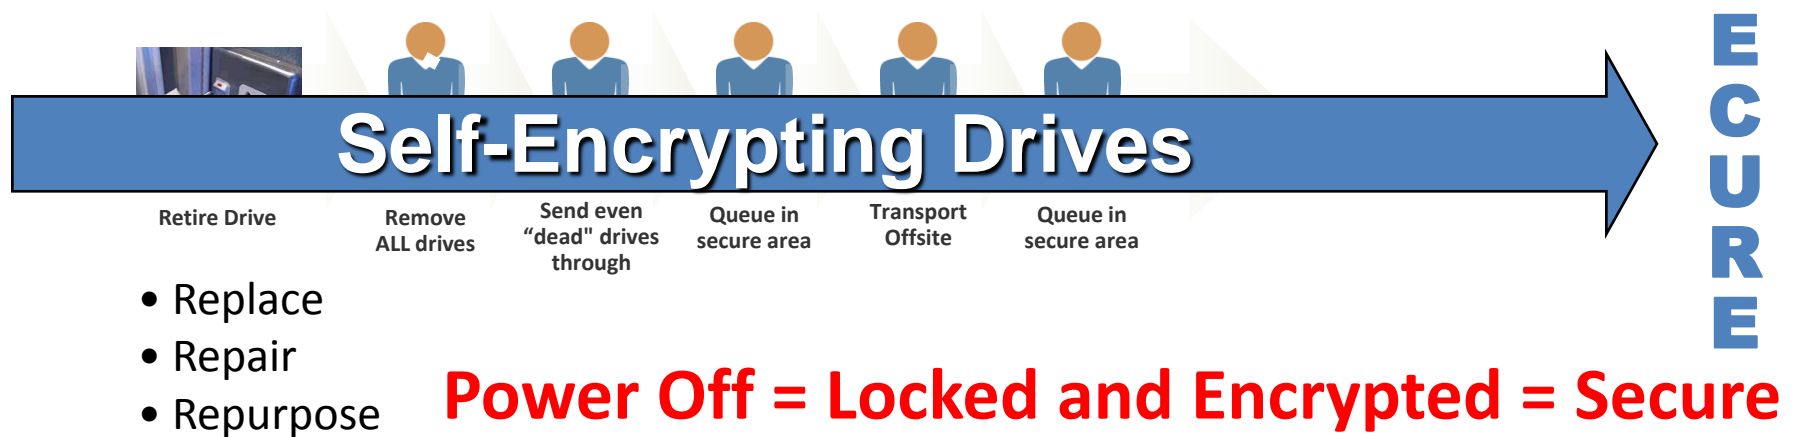 Self-Encrypting Drives
Retire Drive
Remove
ALL drives
Send even
“dead" drives
through
Queue in
secure area
Transport
Offsite
Queue in
secure area
• Replace
• Repair
• Repurpose
Power Off = Locked and Encrypted = Secure
E
C
U
R
E